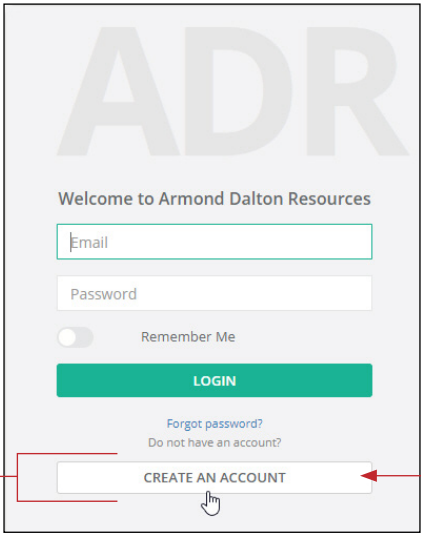 ADR
Welcome to Armond Dalton Resources
Email
Password
Remember Me
LOGIN
Forgot password?
Do not have an account?
CREATE AN ACCOUNT